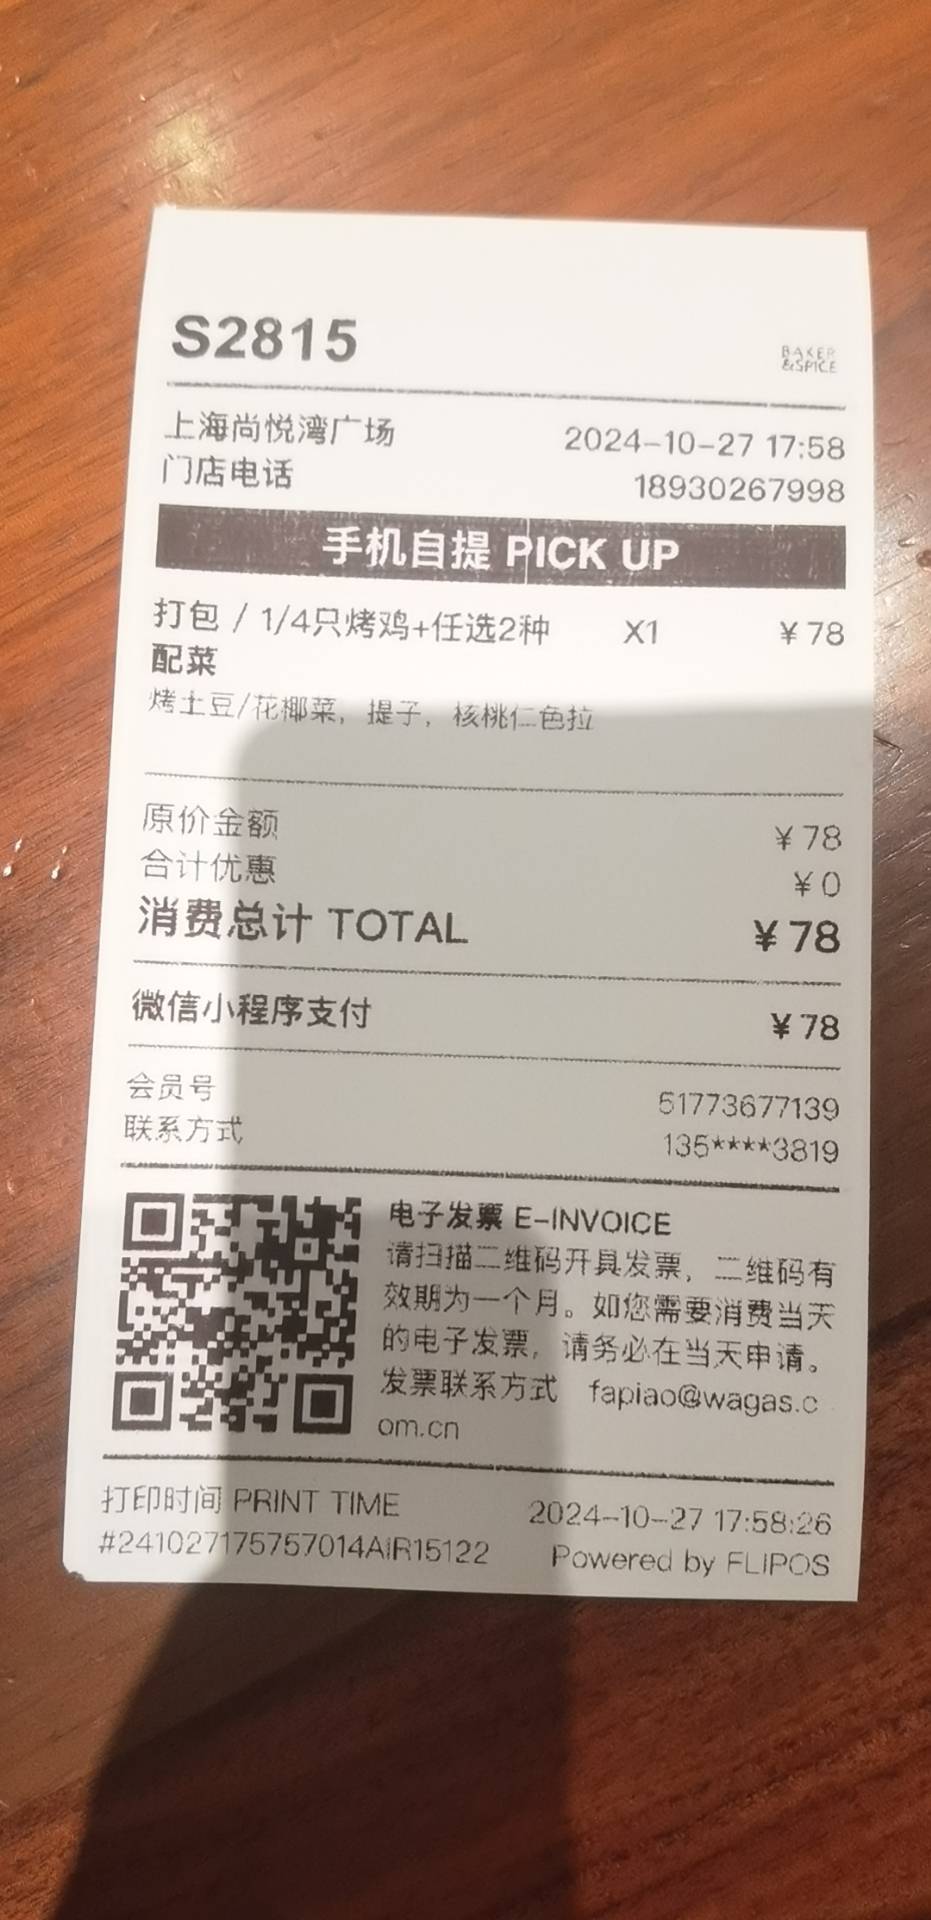 S2815
BAKER
&SPICE
上海尚悦湾广场 2024-10-27 17:58
门店电话 18930267998
手机自提 PICK UP
打包 / 1/4只烤鸡+任选2种 X1 ¥78
配菜
烤土豆/花椰菜，提子，核桃仁色拉
原价金额 ¥78
合计优惠 ¥0
消费总计 TOTAL ¥78
微信小程序支付 ¥78
会员号 51773677139
联系方式 135****3819
电子发票 E-INVOICE
请扫描二维码开具发票，二维码有
效期为一个月。如您需要消费当天
的电子发票，请务必在当天申请。
发票联系方式 fapiao@wagas.c
om.cn
打印时间 PRINT TIME 2024-10-27 17:58:26
#241027175757014AIR15122 Powered by FLIPOS